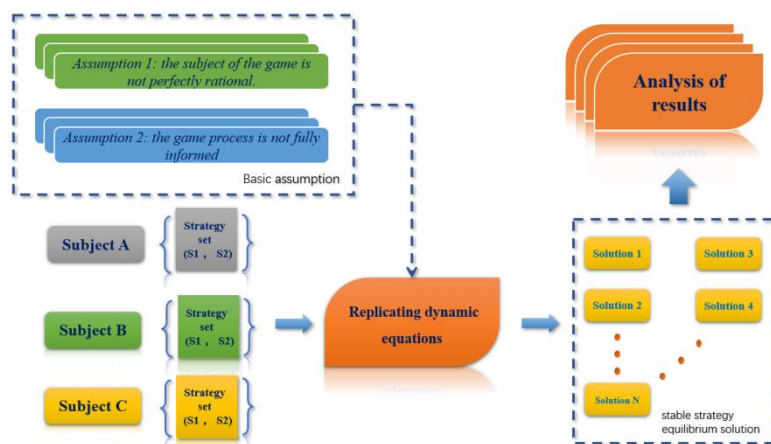 Assumption 1: the subject of the game is
not perfectly rational.
Assumption 2: the game process is not fully
informed
Basic assumption
Analysis of
results
Subject A
Strategy
set
(S1 , S2)
Subject B
Strategy
set
(S1 , S2)
Subject C
Strategy
set
(S1 , S2)
Replicating dynamic
equations
Solution 1
Solution 3
Solution 2
Solution 4
Solution N
stable strategy
equilibrium solution